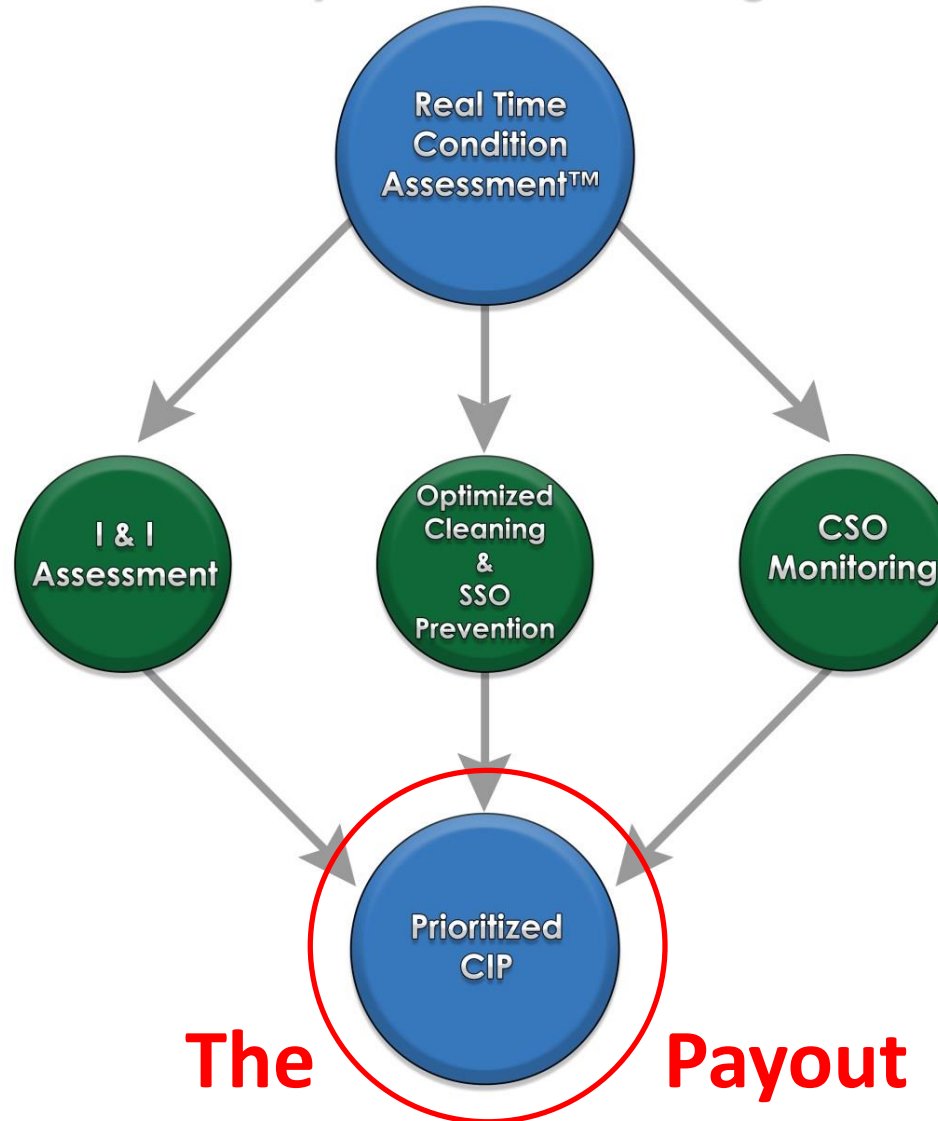 Real Time
Condition
Assessment™
I & I
Assessment
Optimized
Cleaning
&
SSO
Prevention
CSO
Monitoring
Prioritized
CIP
The Payout